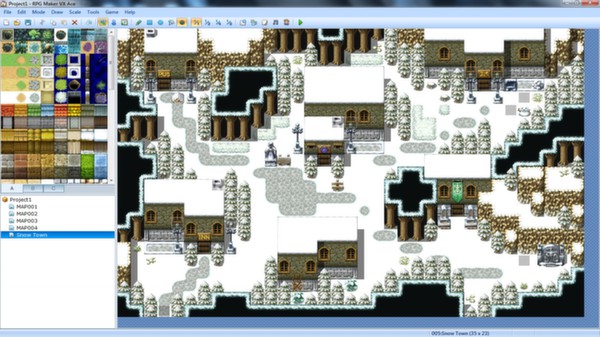 Project1 - RPG Maker VX Ace
File Edit Mode Draw Scale Tools Game Help
A
Project1
MAP001
MAP002
MAP003
MAP004
Snow Town
INN
005:Snow Town (35 x 23)